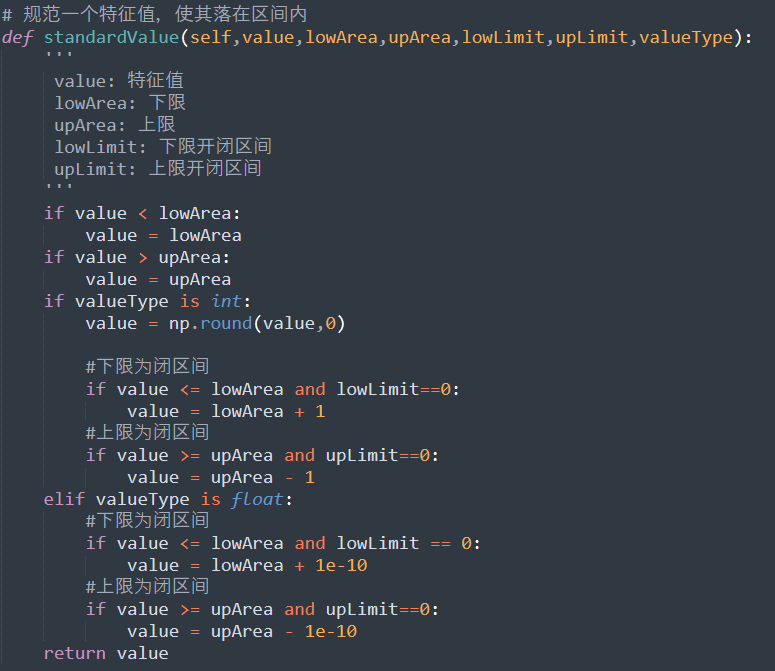 # 规范一个特征值，使其落在区间内
def standardValue(self,value,lowArea,upArea,lowLimit,upLimit,valueType):
    '''
     value: 特征值
     lowArea: 下限
     upArea: 上限
     lowLimit: 下限开闭区间
     upLimit: 上限开闭区间
    '''
    if value < lowArea:
        value = lowArea
    if value > upArea:
        value = upArea
    if valueType is int:
        value = np.round(value,0)
        #下限为闭区间
        if value <= lowArea and lowLimit==0:
            value = lowArea + 1
        #上限为闭区间
        if value >= upArea and upLimit==0:
            value = upArea - 1
    elif valueType is float:
        #下限为闭区间
        if value <= lowArea and lowLimit == 0:
            value = lowArea + 1e-10
        #上限为闭区间
        if value >= upArea and upLimit==0:
            value = upArea - 1e-10
    return value